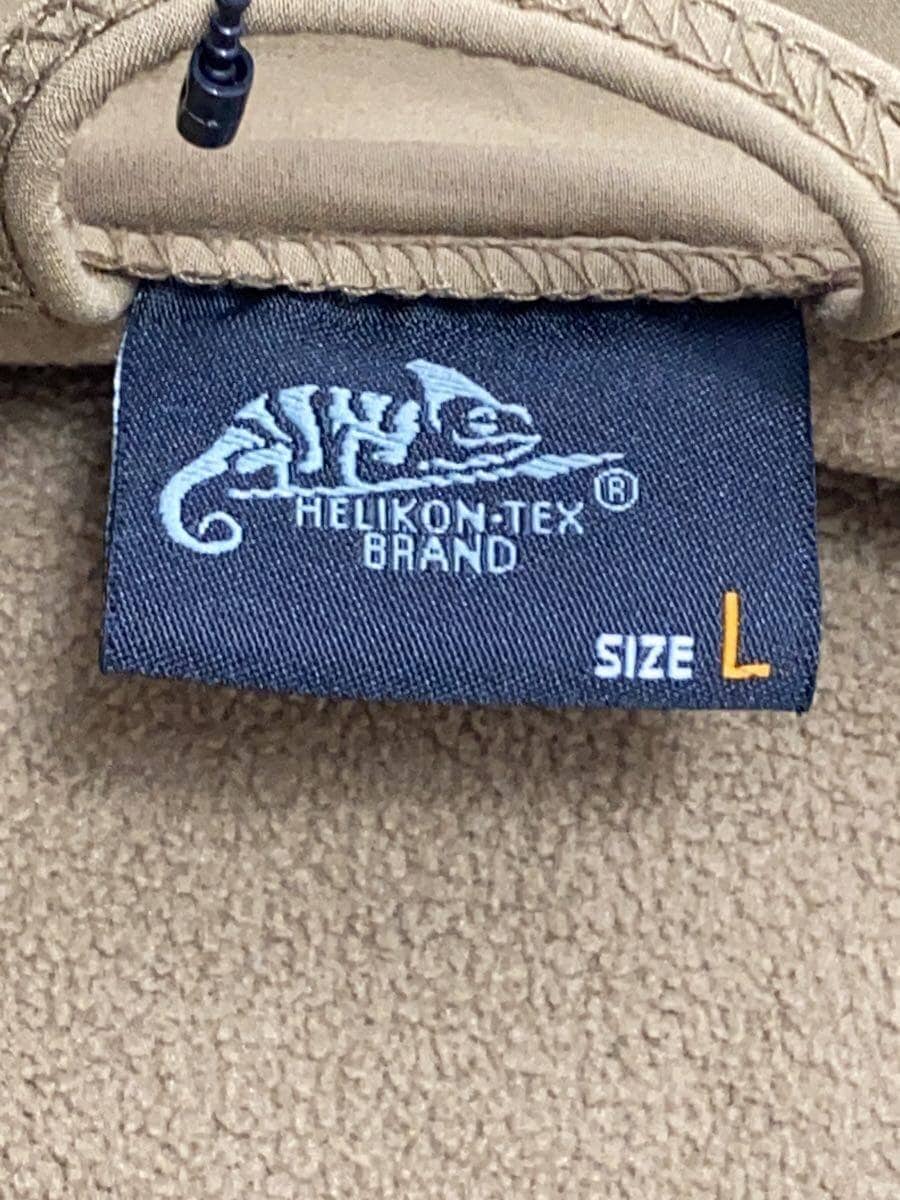 HELIKON-TEX ®
BRAND
SIZE L